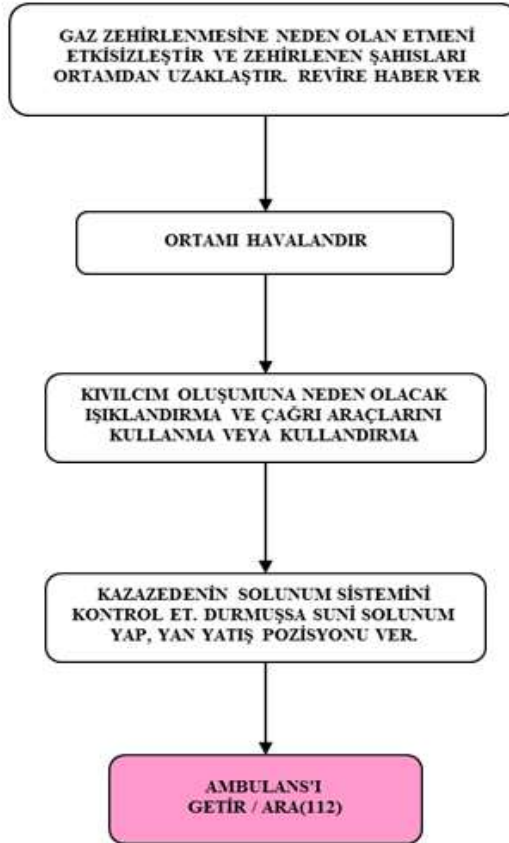 GAZ ZEHİRLENMESİNE NEDEN OLAN ETMENİ
ETKİSİZLEŞTİR VE ZEHİRLENEN ŞAHISLARI
ORTAMDAN UZAKLAŞTIR. REVİRE HABER VER
ORTAMI HAVALANDIR
KIVILCIM OLUŞUMUNA NEDEN OLACAK
IŞIKLANDIRMA VE ÇAĞRI ARAÇLARINI
KULLANMA VEYA KULLANDIRMA
KAZAZEDENİN SOLUNUM SİSTEMİNİ
KONTROL ET. DURMUŞSA SUNİ SOLUNUM
YAP, YAN YATIŞ POZİSYONU VER.
AMBULANS'I
GETİR / ARA(112)